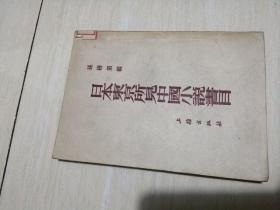 孫楷第編
日本東京所見中國小說書目
上雜出版社